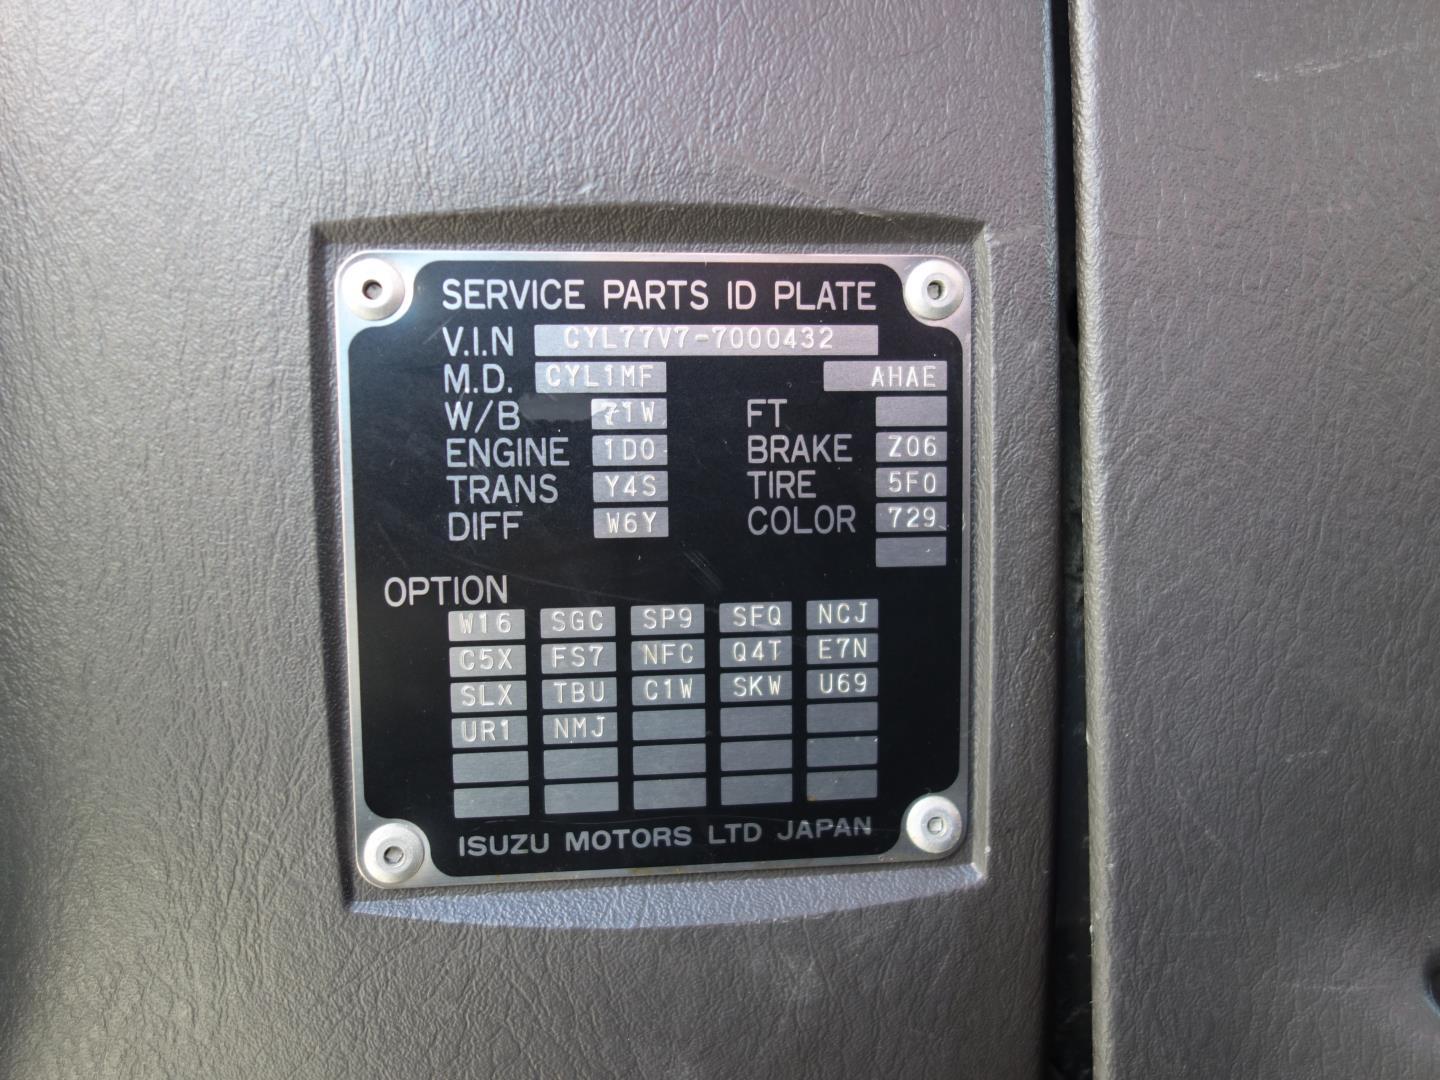 SERVICE PARTS ID PLATE
V.I.N CYL77V7-7000432
M.D. CYL1MF AHAE
W/B 71W FT
ENGINE 1D0 BRAKE Z06
TRANS Y4S TIRE 5F0
DIFF W6Y COLOR 729
OPTION
W16 SGC SP9 SFQ NCJ
C5X FS7 NFC Q4T E7N
SLX TBU C1W SKW U69
UR1 NMJ
ISUZU MOTORS LTD JAPAN